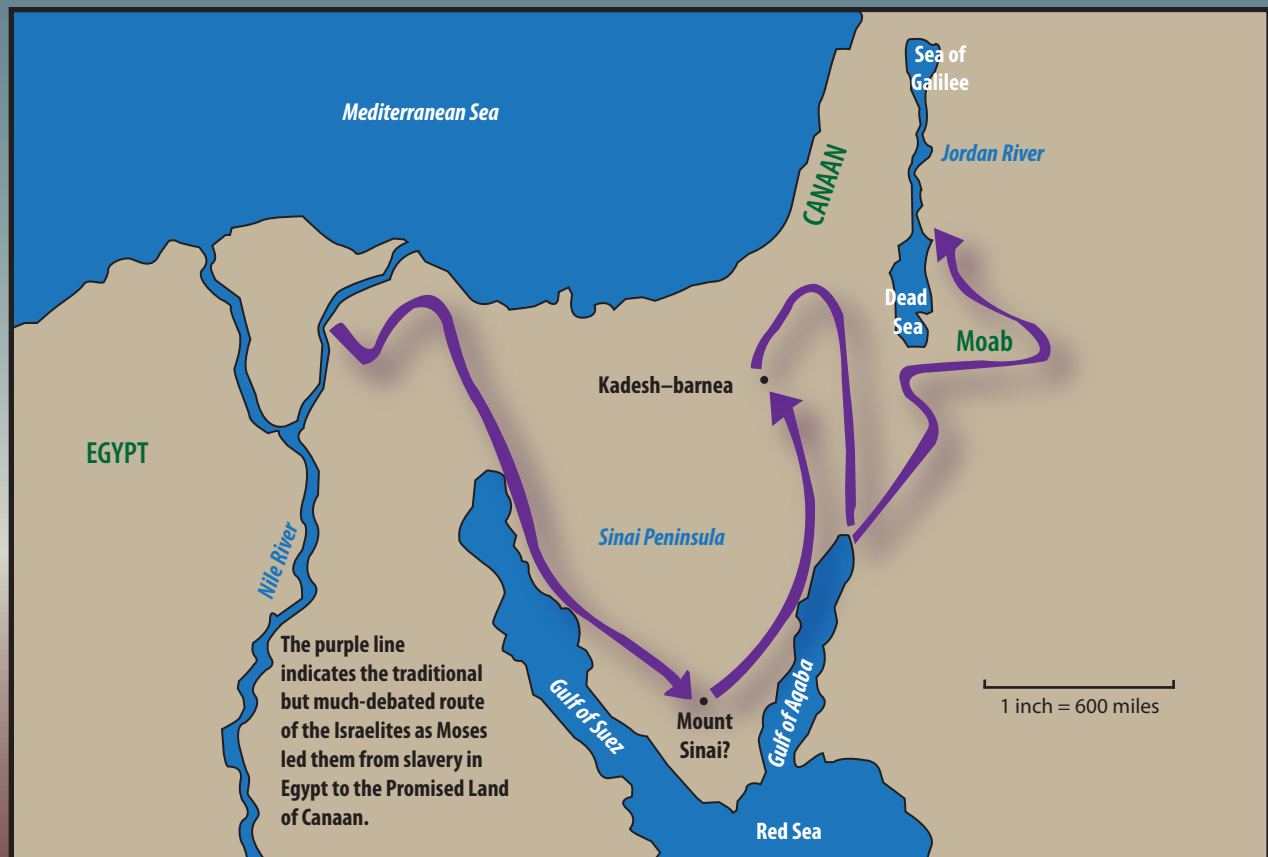 Sea of
Galilee
Mediterranean Sea
Jordan River
CANAAN
Dead
Sea
Moab
Kadesh–barnea
EGYPT
Sinai Peninsula
Nile River
The purple line
indicates the traditional
but much-debated route
of the Israelites as Moses
led them from slavery in
Egypt to the Promised Land
of Canaan.
Gulf of Suez
Mount
Sinai?
Gulf of Aqaba
1 inch = 600 miles
Red Sea